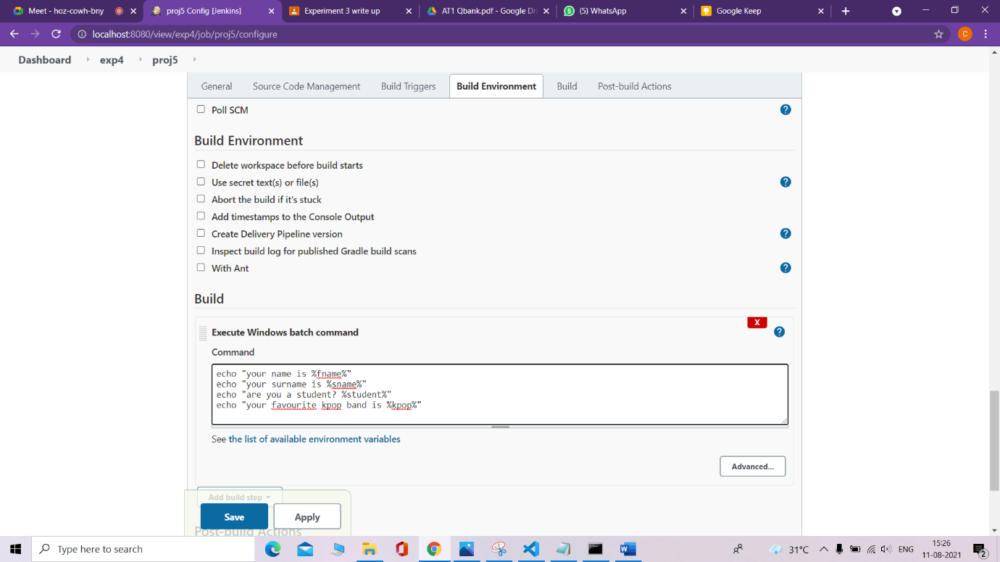 Meet - hoz-cowh-bny
proj5 Config [Jenkins]
Experiment 3 write up
AT1 Qbank.pdf - Google Dri
(5) WhatsApp
Google Keep
localhost:8080/view/exp4/job/proj5/configure
C
Dashboard exp4 proj5
General Source Code Management Build Triggers Build Environment Build Post-build Actions
Poll SCM
Build Environment
Delete workspace before build starts
Use secret text(s) or file(s)
Abort the build if it's stuck
Add timestamps to the Console Output
Create Delivery Pipeline version
Inspect build log for published Gradle build scans
With Ant
Build
X
Execute Windows batch command
Command
echo "your name is %fname%"
echo "your surname is %sname%"
echo "are you a student? %student%"
echo "your favourite kpop band is %kpop%"
See the list of available environment variables
Advanced...
Add build step
Save Apply
Post-build Actions
Type here to search
31°C ENG
15:26
11-08-2021
2